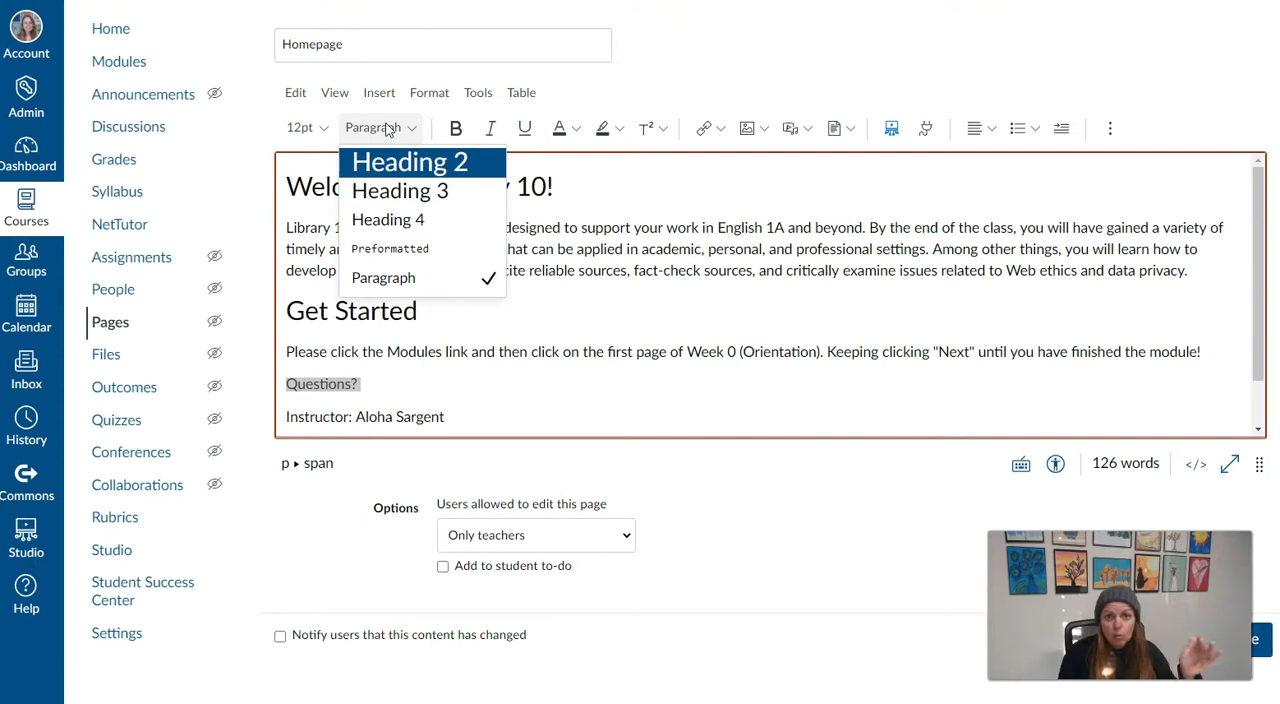 Account
Admin
Dashboard
Courses
Groups
Calendar
Inbox
History
Commons
Studio
Help
Home
Modules
Announcements
Discussions
Grades
Syllabus
NetTutor
Assignments
People
Pages
Files
Outcomes
Quizzes
Conferences
Collaborations
Rubrics
Studio
Student Success
Center
Settings
Homepage
Edit View Insert Format Tools Table
12pt Paragraph B I U A T²
Heading 2
Heading 3
Heading 4
Preformatted
Paragraph
10!
Library designed to support your work in English 1A and beyond. By the end of the class, you will have gained a variety of
timely that can be applied in academic, personal, and professional settings. Among other things, you will learn how to
develop cite reliable sources, fact-check sources, and critically examine issues related to Web ethics and data privacy.
Get Started
Please click the Modules link and then click on the first page of Week 0 (Orientation). Keeping clicking "Next" until you have finished the module!
Questions?
Instructor: Aloha Sargent
p ▸ span
126 words </>
Options
Users allowed to edit this page
Only teachers
Add to student to-do
Notify users that this content has changed